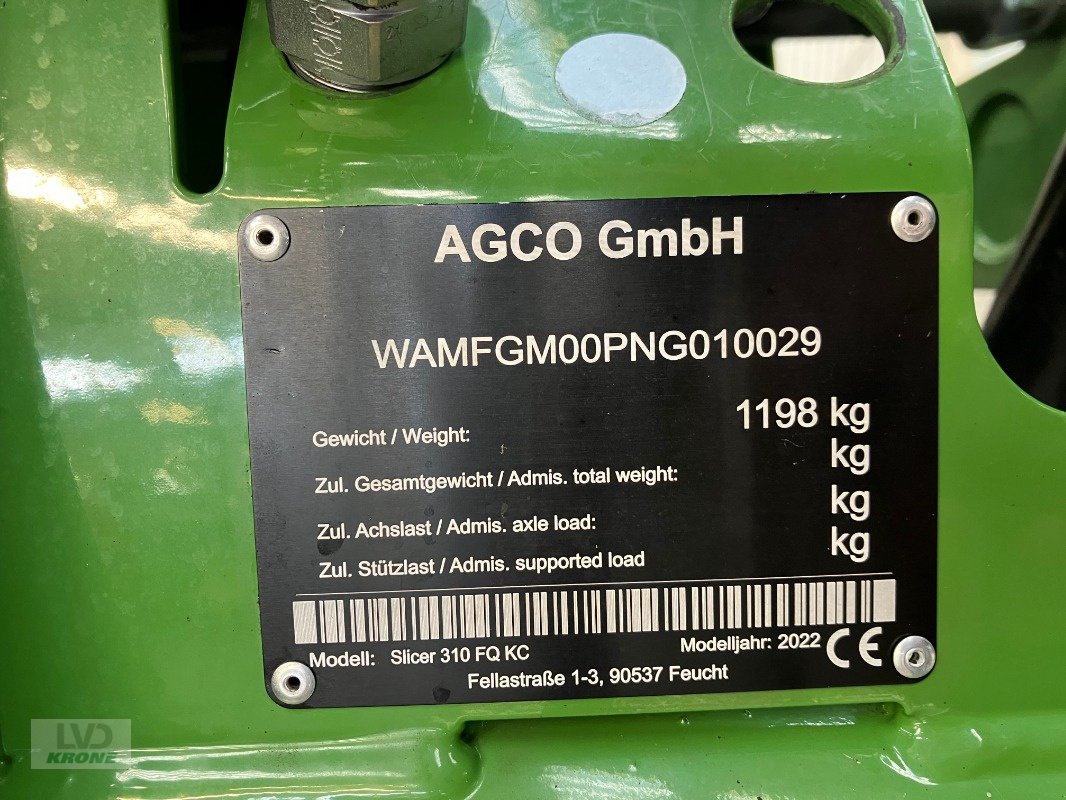 AGCO GmbH
WAMFGM00PNG010029
Gewicht / Weight: 1198 kg
Zul. Gesamtgewicht / Admis. total weight: kg
Zul. Achslast / Admis. axle load: kg
Zul. Stützlast / Admis. supported load kg
Modell: Slicer 310 FQ KC Modelljahr: 2022 CE
Fellastraße 1-3, 90537 Feucht
LVD
KRONE